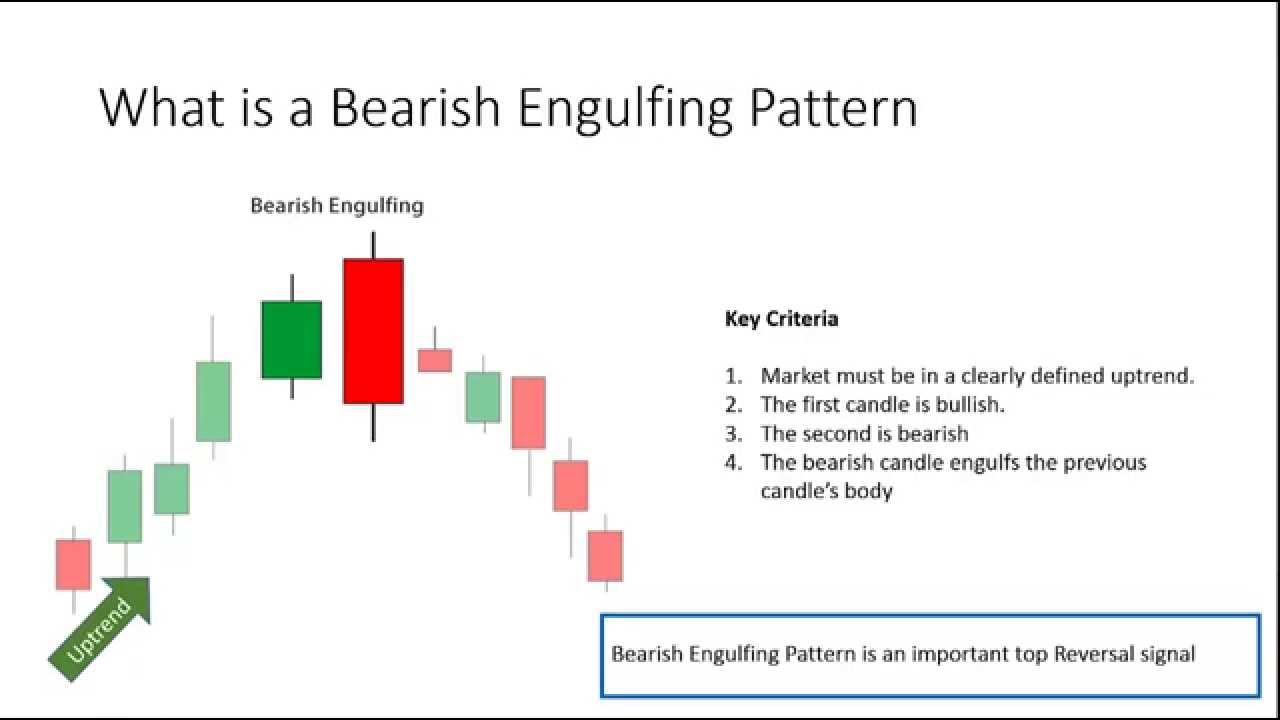 What is a Bearish Engulfing Pattern
Bearish Engulfing
Key Criteria
1. Market must be in a clearly defined uptrend.
2. The first candle is bullish.
3. The second is bearish
4. The bearish candle engulfs the previous
candle's body
Uptrend
Bearish Engulfing Pattern is an important top Reversal signal